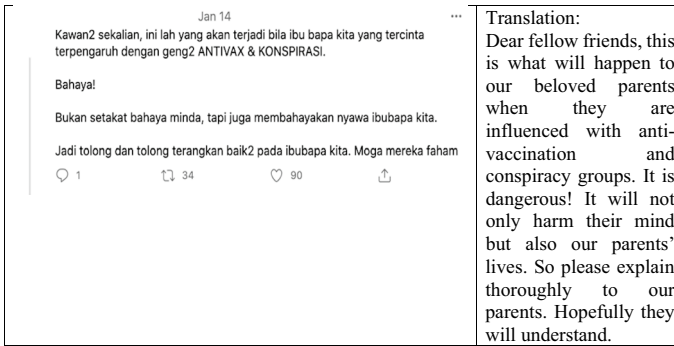 Jan 14
Kawan2 sekalian, ini lah yang akan terjadi bila ibu bapa kita yang tercinta
terpengaruh dengan geng2 ANTIVAX & KONSPIRASI.
Bahaya!
Bukan setakat bahaya minda, tapi juga membahayakan nyawa ibubapa kita.
Jadi tolong dan tolong terangkan baik2 pada ibubapa kita. Moga mereka faham
1 34 90
Translation:
Dear fellow friends, this
is what will happen to
our beloved parents
when they are
influenced with anti-
vaccination and
conspiracy groups. It is
dangerous! It will not
only harm their mind
but also our parents’
lives. So please explain
thoroughly to our
parents. Hopefully they
will understand.